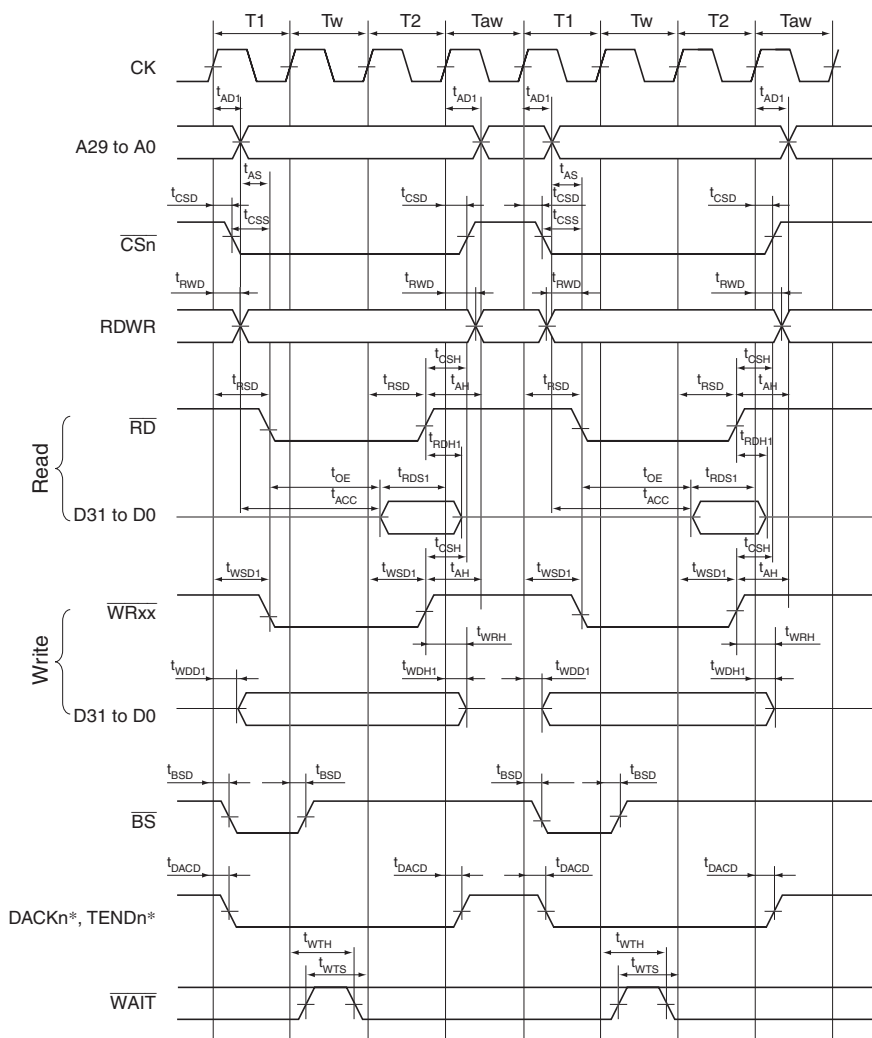 T1 Tw T2 Taw T1 Tw T2 Taw
CK
tAD1 tAD1 tAD1 tAD1
A29 to A0
tAS tAS
tCSD tCSD tCSD tCSD
tCSS tCSS
CSn
tRWD tRWD tRWD tRWD
RDWR
tCSH tCSH
tRSD tRSD tAH tRSD tRSD tAH
RD
tRDH1 tRDH1
Read
tOE tRDS1 tOE tRDS1
tACC tACC
D31 to D0
tCSH tCSH
tWSD1 tWSD1 tAH tWSD1 tWSD1 tAH
WRxx
tWRH tWRH
Write
tWDD1 tWDH1 tWDD1 tWDH1
D31 to D0
tBSD tBSD tBSD tBSD
BS
tDACD tDACD tDACD tDACD
DACKn*, TENDn*
tWTH tWTH
tWTS tWTS
WAIT